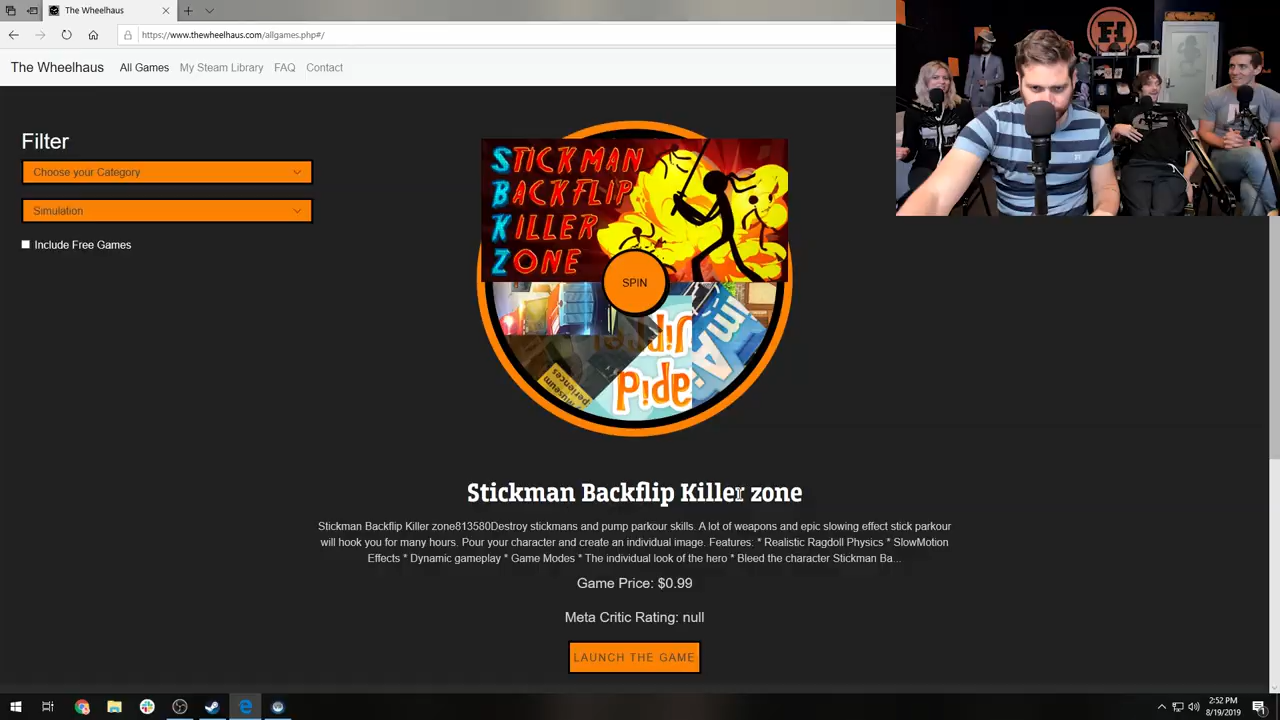 The Wheelhaus
https://www.thewheelhaus.com/allgames.php#/
The Wheelhaus
All Games
My Steam Library
FAQ
Contact
Filter
Choose your Category
Simulation
Include Free Games
STICKMAN
BACKFLIP
KILLER
ZONE
SPIN
pide
museum
periences
Stickman Backflip Killer zone
Stickman Backflip Killer zone813580Destroy stickmans and pump parkour skills. A lot of weapons and epic slowing effect stick parkour
will hook you for many hours. Pour your character and create an individual image. Features: * Realistic Ragdoll Physics * SlowMotion
Effects * Dynamic gameplay * Game Modes * The individual look of the hero * Bleed the character Stickman Ba...
Game Price: $0.99
Meta Critic Rating: null
LAUNCH THE GAME
2:52 PM
8/19/2019